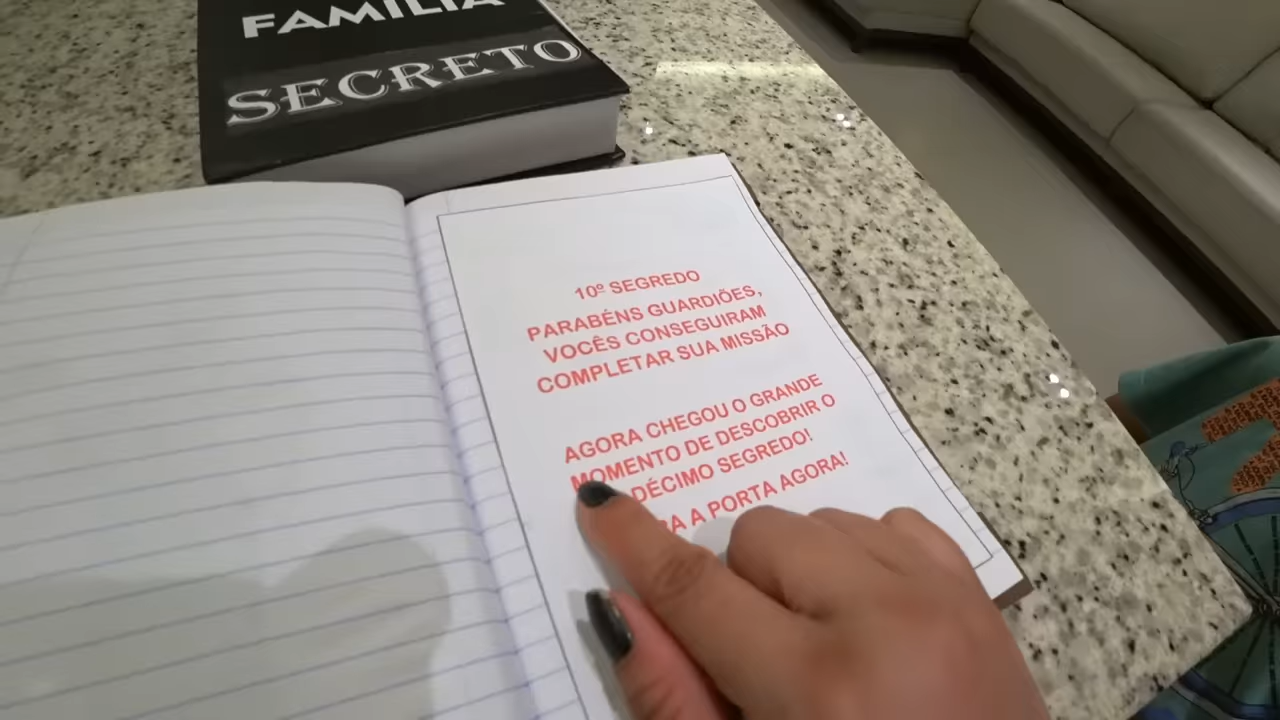 FAMÍLIA
SECRETO
10º SEGREDO
PARABÉNS GUARDIÕES,
VOCÊS CONSEGUIRAM
COMPLETAR SUA MISSÃO
AGORA CHEGOU O GRANDE
MOMENTO DE DESCOBRIR O
DÉCIMO SEGREDO!
A PORTA AGORA!